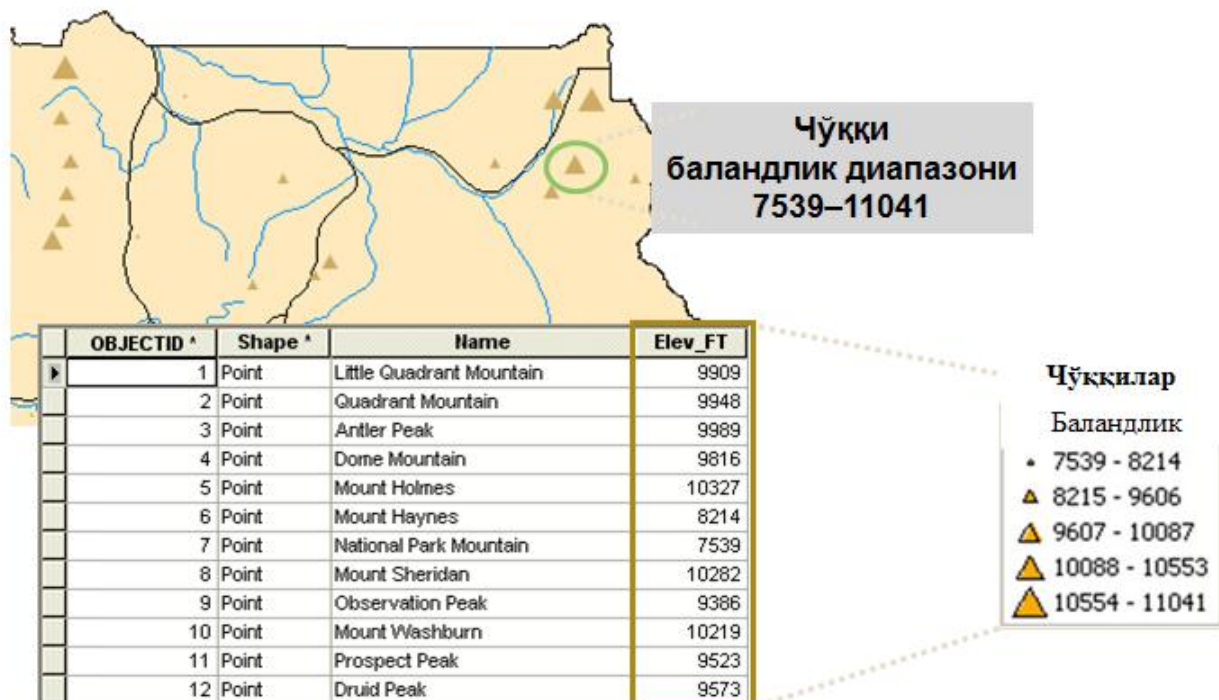 Чўққи
баландлик диапазони
7539–11041
OBJECTID * Shape * Name Elev_FT
1 Point Little Quadrant Mountain 9909
2 Point Quadrant Mountain 9948
3 Point Antler Peak 9989
4 Point Dome Mountain 9816
5 Point Mount Holmes 10327
6 Point Mount Haynes 8214
7 Point National Park Mountain 7539
8 Point Mount Sheridan 10282
9 Point Observation Peak 9386
10 Point Mount Washburn 10219
11 Point Prospect Peak 9523
12 Point Druid Peak 9573
Чўққилар
Баландлик
7539 - 8214
8215 - 9606
9607 - 10087
10088 - 10553
10554 - 11041